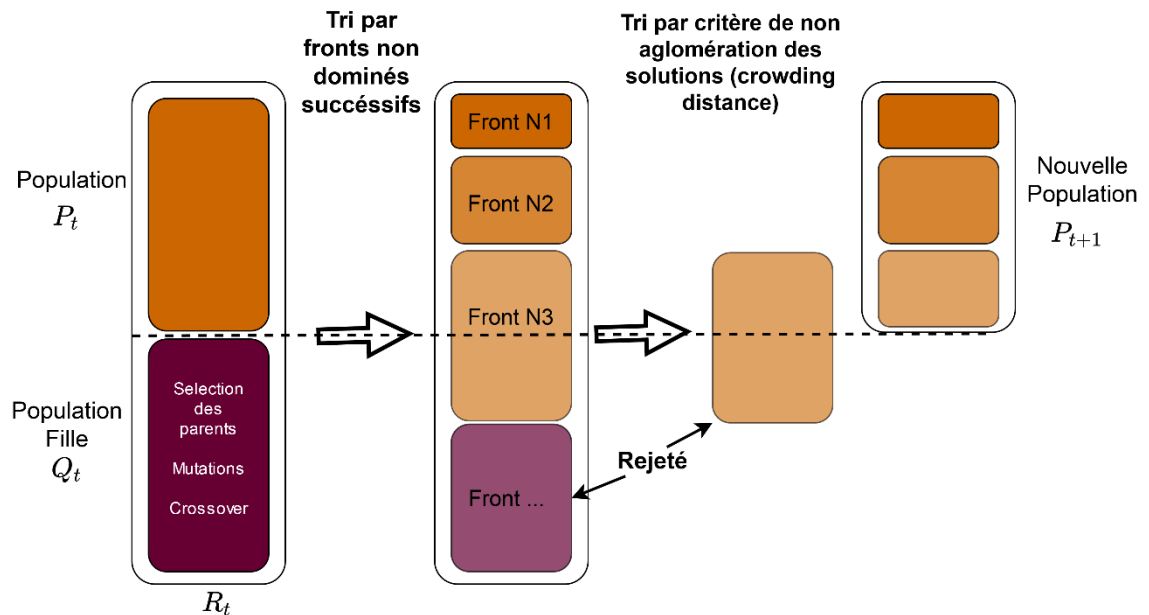 Tri par
fronts non
dominés
succéssifs
Tri par critère de non
aglomération des
solutions (crowding
distance)
Population
P_t
Front N1
Front N2
Front N3
Nouvelle
Population
P_{t+1}
Population
Fille
Q_t
Selection
des
parents
Mutations
Crossover
Front ...
Rejeté
R_t